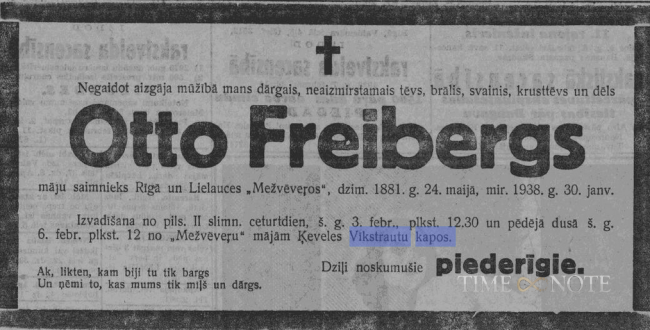 Negaidot aizgāja mūžībā mans dārgais, neaizmirstamais tēvs, brālis, svainis, krusttēvs un dēls
Otto Freibergs
māju saimnieks Rīgā un Lielauces „Mežvēveŗos", dzim. 1881. g. 24. maijā, mir. 1938. g. 30. janv.
Izvadīšana no pils. II slimn. ceturtdien, š. g. 3. febr., plkst. 12.30 un pēdējā dusā š. g.
6. febr. plkst. 12 no „Mežvēveŗu" mājām Ķeveles Vikstrautu kapos.
Ak, likten, kam biji tu tik bargs
Un ņēmi to, kas mums tik mīļš un dārgs.
Dziļi noskumušie piederīgie.
TIME NOTE